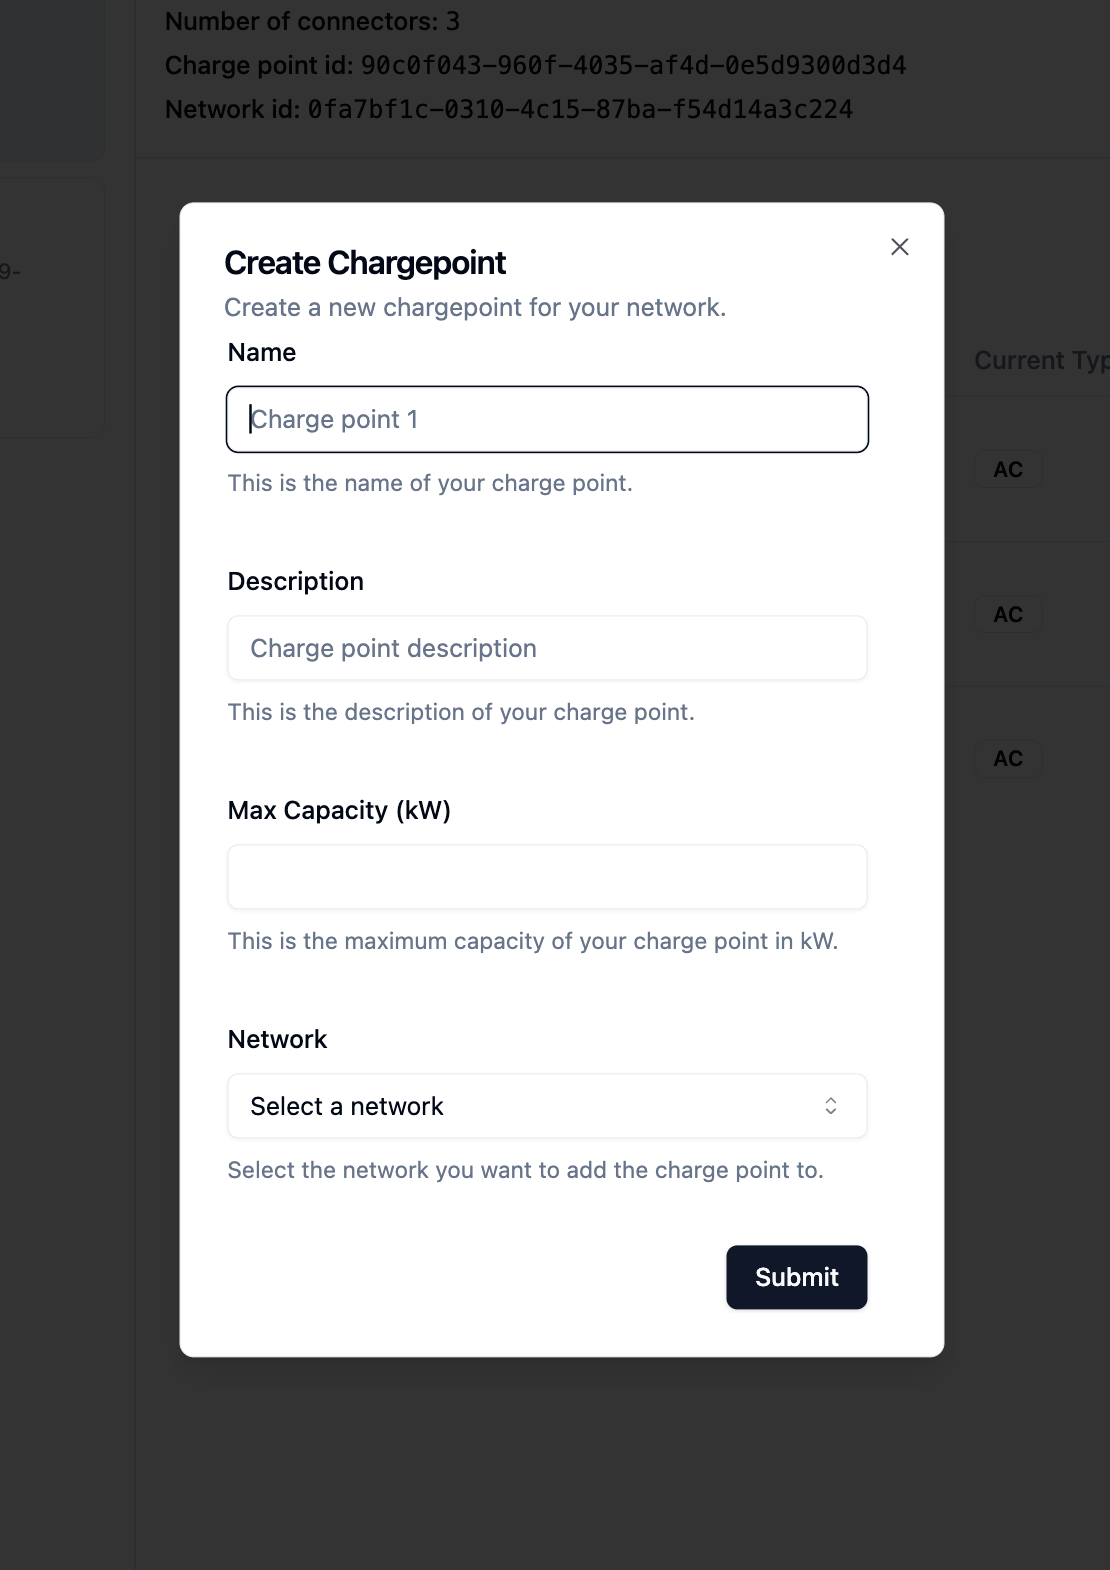 Number of connectors: 3
Charge point id: 90c0f043-960f-4035-af4d-0e5d9300d3d4
Network id: 0fa7bf1c-0310-4c15-87ba-f54d14a3c224
9-
Create Chargepoint
Create a new chargepoint for your network.
Name
Charge point 1
This is the name of your charge point.
Description
Charge point description
This is the description of your charge point.
Max Capacity (kW)
This is the maximum capacity of your charge point in kW.
Network
Select a network
Select the network you want to add the charge point to.
Submit
Current Typ
AC
AC
AC